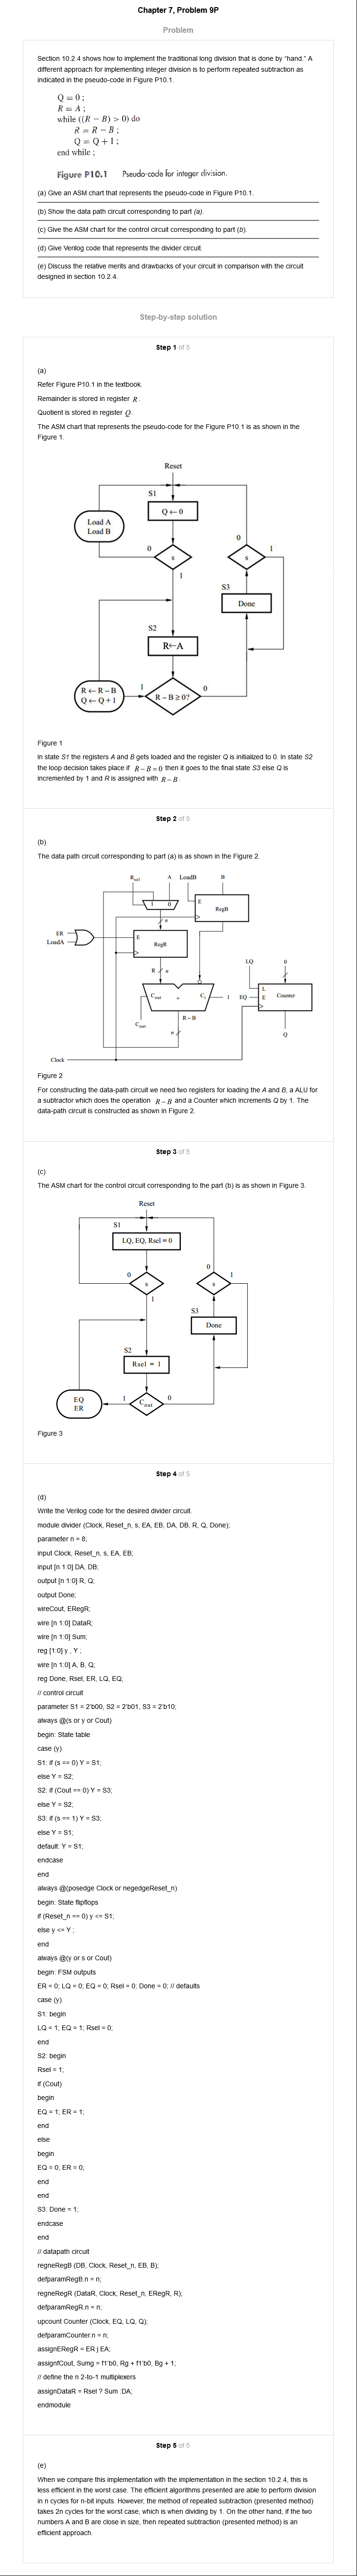 Chapter 7, Problem 9P
Problem
Section 10.2.4 shows how to implement the traditional long division that is done by "hand." A
different approach for implementing integer division is to perform repeated subtraction as
indicated in the pseudo-code in Figure P10.1.
Q = 0 ;
R = A ;
while ((R − B) > 0) do
R = R − B ;
Q = Q + 1 ;
end while ;
Figure P10.1 Pseudo-code for integer division.
(a) Give an ASM chart that represents the pseudo-code in Figure P10.1.
(b) Show the data path circuit corresponding to part (a).
(c) Give the ASM chart for the control circuit corresponding to part (b).
(d) Give Verilog code that represents the divider circuit.
(e) Discuss the relative merits and drawbacks of your circuit in comparison with the circuit
designed in section 10.2.4.
Step-by-step solution
Step 1 of 5
(a)
Refer Figure P10.1 in the textbook.
Remainder is stored in register R.
Quotient is stored in register Q.
The ASM chart that represents the pseudo-code for the Figure P10.1 is as shown in the
Figure 1.
Reset
S1
Q ← 0
Load A
Load B
0
s
1
0
s
1
S3
Done
S2
R←A
R ← R − B
Q ← Q + 1
1
R − B ≥ 0?
0
Figure 1
In state S1 the registers A and B gets loaded and the register Q is initialized to 0. In state S2
the loop decision takes place if R − B = 0 then it goes to the final state S3 else Q is
incremented by 1 and R is assigned with R − B.
Step 2 of 5
(b)
The data path circuit corresponding to part (a) is as shown in the Figure 2.
Rsel A LoadB B
1 0
E
RegB
n
ER
LoadA
E
RegR
R n
LQ 0
Cout + Ci 1
L
EQ E Counter
Cout
R − B
n
Q
Clock
Figure 2
For constructing the data-path circuit we need two registers for loading the A and B, a ALU for
a subtractor which does the operation R − B and a Counter which increments Q by 1. The
data-path circuit is constructed as shown in Figure 2.
Step 3 of 5
(c)
The ASM chart for the control circuit corresponding to the part (b) is as shown in Figure 3.
Reset
S1
LQ, EQ, Rsel = 0
0
s
1
0
s
1
S3
Done
S2
Rsel = 1
EQ
ER
1
Cout
0
Figure 3
Step 4 of 5
(d)
Write the Verilog code for the desired divider circuit.
module divider (Clock, Reset_n, s, EA, EB, DA, DB, R, Q, Done);
parameter n = 8;
input Clock, Reset_n, s, EA, EB;
input [n 1:0] DA, DB;
output [n 1:0] R, Q;
output Done;
wireCout, ERegR;
wire [n 1:0] DataR;
wire [n 1:0] Sum;
reg [1:0] y , Y ;
wire [n 1:0] A, B, Q;
reg Done, Rsel, ER, LQ, EQ;
// control circuit
parameter S1 = 2'b00, S2 = 2'b01, S3 = 2'b10;
always @(s or y or Cout)
begin: State table
case (y)
S1: if (s == 0) Y = S1;
else Y = S2;
S2: if (Cout == 0) Y = S3;
else Y = S2;
S3: if (s == 1) Y = S3;
else Y = S1;
default: Y = S1;
endcase
end
always @(posedge Clock or negedgeReset_n)
begin: State flipflops
if (Reset_n == 0) y <= S1;
else y <= Y ;
end
always @(y or s or Cout)
begin: FSM outputs
ER = 0; LQ = 0; EQ = 0; Rsel = 0; Done = 0; // defaults
case (y)
S1: begin
LQ = 1; EQ = 1; Rsel = 0;
end
S2: begin
Rsel = 1;
if (Cout)
begin
EQ = 1; ER = 1;
end
else
begin
EQ = 0; ER = 0;
end
end
S3: Done = 1;
endcase
end
// datapath circuit
regneRegB (DB, Clock, Reset_n, EB, B);
defparamRegB.n = n;
regneRegR (DataR, Clock, Reset_n, ERegR, R);
defparamRegR.n = n;
upcount Counter (Clock, EQ, LQ, Q);
defparamCounter.n = n;
assignERegR = ER j EA;
assignfCout, Sumg = f1'b0, Rg + f1'b0, Bg + 1;
// define the n 2-to-1 multiplexers
assignDataR = Rsel ? Sum :DA;
endmodule
Step 5 of 5
(e)
When we compare this implementation with the implementation in the section 10.2.4, this is
less efficient in the worst case. The efficient algorithms presented are able to perform division
in n cycles for n-bit inputs. However, the method of repeated subtraction (presented method)
takes 2n cycles for the worst case, which is when dividing by 1. On the other hand, if the two
numbers A and B are close in size, then repeated subtraction (presented method) is an
efficient approach.